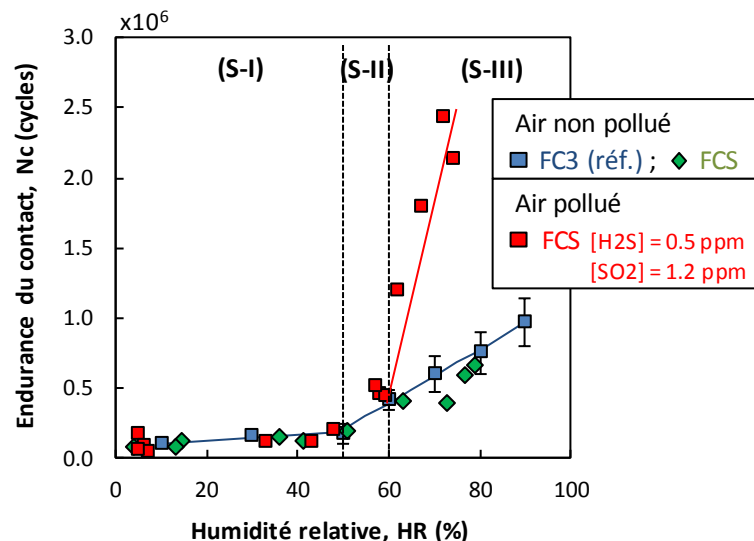 x10⁶
3.0
2.5
2.0
1.5
1.0
0.5
0.0
Endurance du contact, Nc (cycles)
(S-I)
(S-II)
(S-III)
Air non pollué
FC3 (réf.) ; FCS
Air pollué
FCS [H2S] = 0.5 ppm
[SO2] = 1.2 ppm
0 20 40 60 80 100
Humidité relative, HR (%)